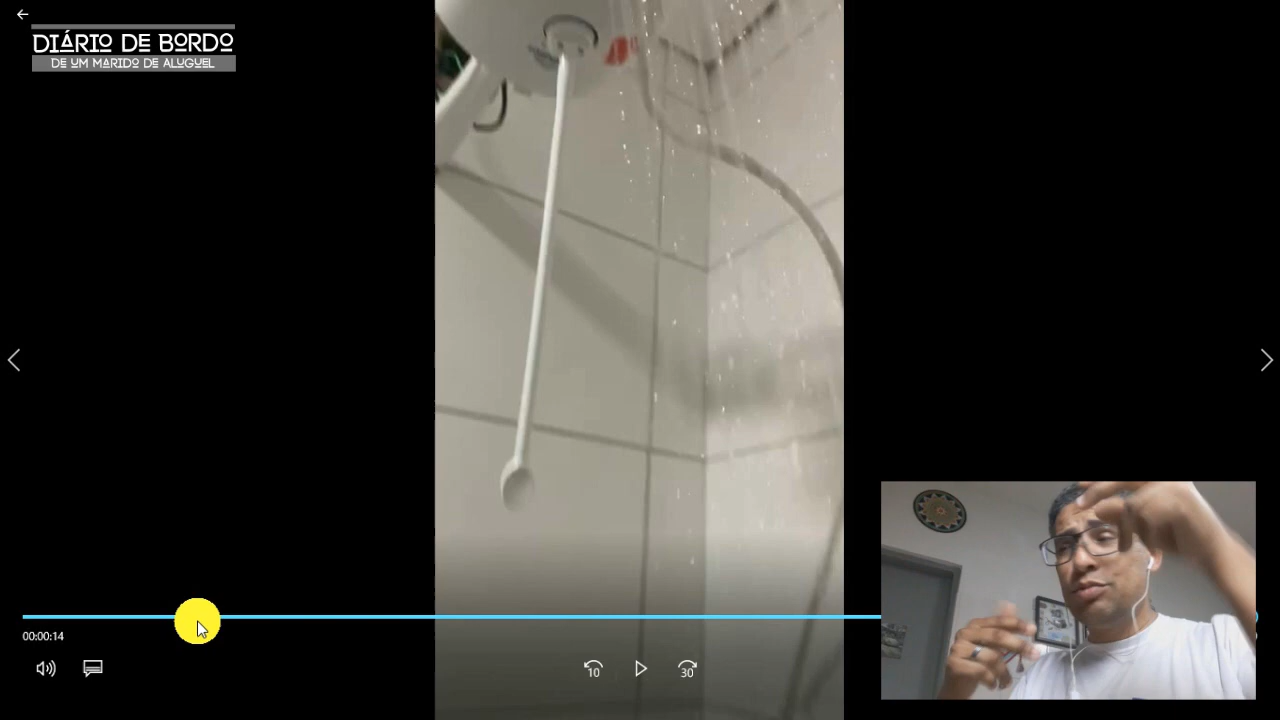 DIÁRIO DE BORDO
DE UM MARIDO DE ALUGUEL
00:00:14
10
30